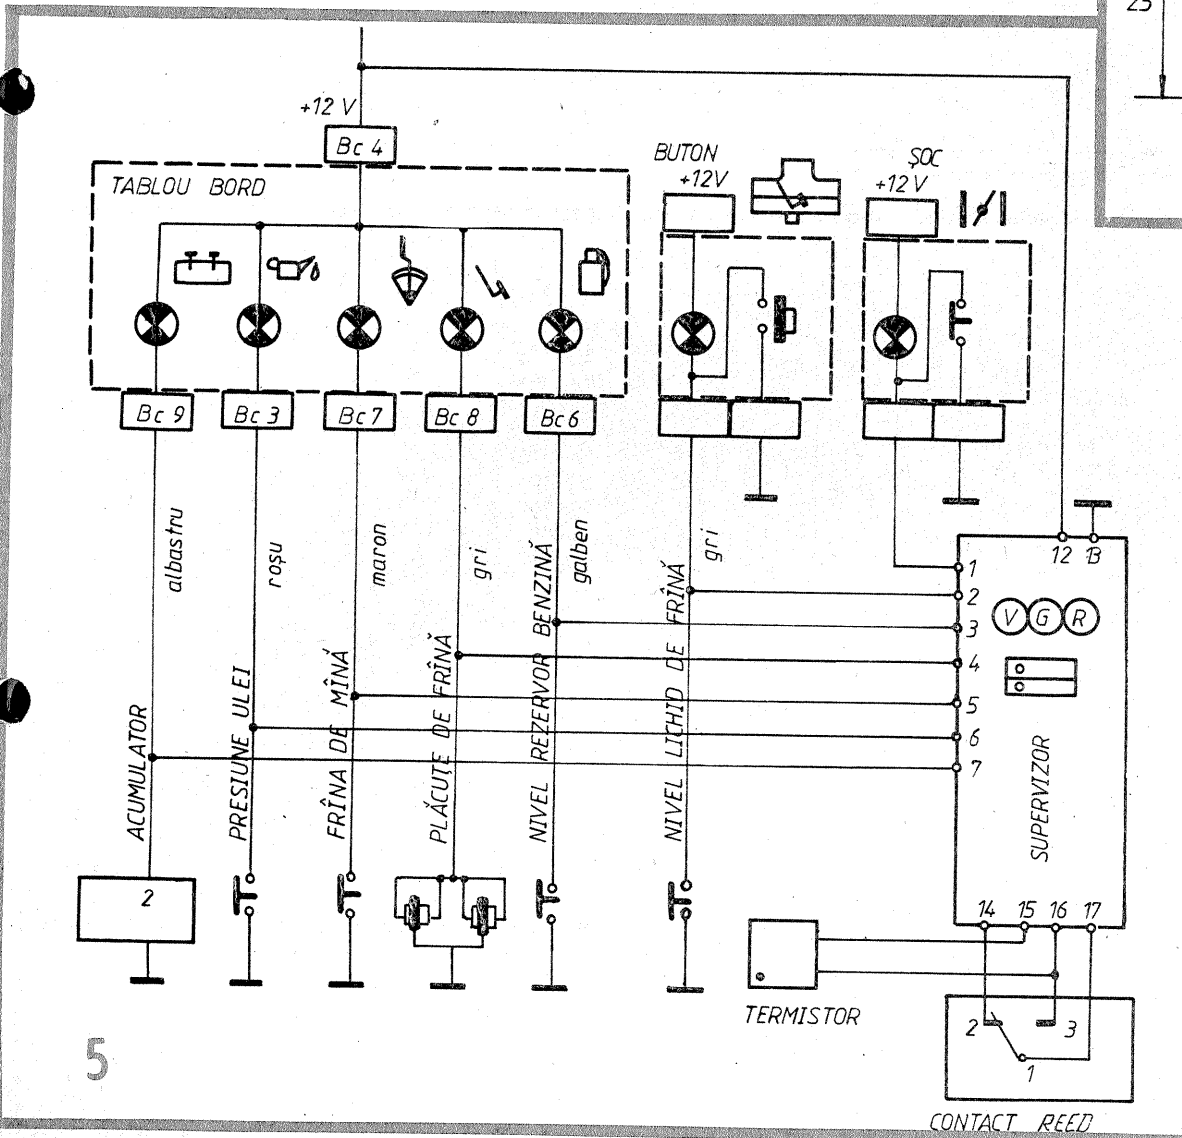 25
+12 V
Bc 4
TABLOU BORD
BUTON
+12V
ŞOC
+12V
Bc 9
Bc 3
Bc 7
Bc 8
Bc 6
albastru
roşu
maron
gri
galben
gri
ACUMULATOR
PRESIUNE ULEI
FRÎNA DE MÎNĂ
PLĂCUŢE DE FRÎNĂ
NIVEL REZERVOR BENZINĂ
NIVEL LICHID DE FRÎNĂ
12 13
1
2
3
4
5
6
7
V G R
SUPERVIZOR
14 15 16 17
2
TERMISTOR
2 3
1
CONTACT REED
5